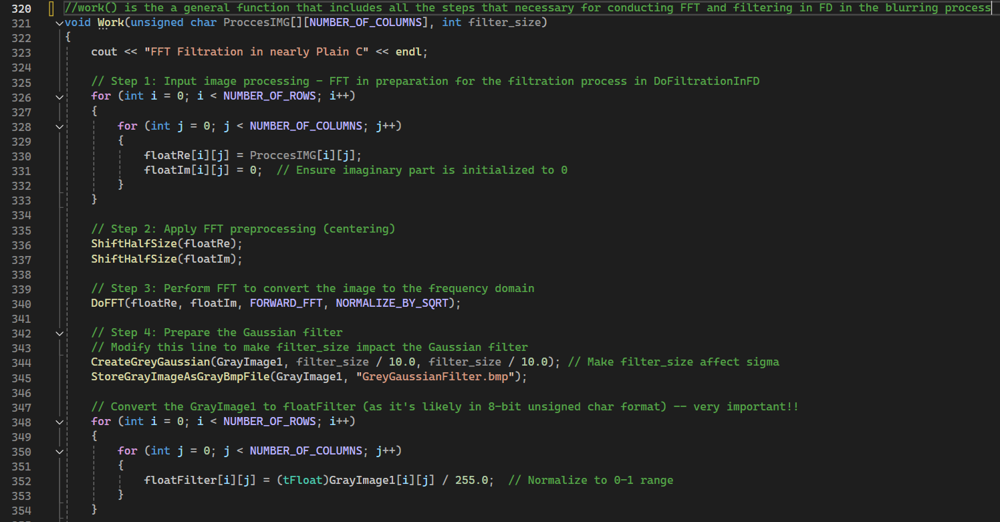 320 //work() is the a general function that includes all the steps that necessary for conducting FFT and filtering in FD in the blurring process
321 void Work(unsigned char ProccesIMG[][NUMBER_OF_COLUMNS], int filter_size)
322 {
323     cout << "FFT Filtration in nearly Plain C" << endl;
324
325     // Step 1: Input image processing - FFT in preparation for the filtration process in DoFiltrationInFD
326     for (int i = 0; i < NUMBER_OF_ROWS; i++)
327     {
328         for (int j = 0; j < NUMBER_OF_COLUMNS; j++)
329         {
330             floatRe[i][j] = ProccesIMG[i][j];
331             floatIm[i][j] = 0;  // Ensure imaginary part is initialized to 0
332         }
333     }
334
335     // Step 2: Apply FFT preprocessing (centering)
336     ShiftHalfSize(floatRe);
337     ShiftHalfSize(floatIm);
338
339     // Step 3: Perform FFT to convert the image to the frequency domain
340     DoFFT(floatRe, floatIm, FORWARD_FFT, NORMALIZE_BY_SQRT);
341
342     // Step 4: Prepare the Gaussian filter
343     // Modify this line to make filter_size impact the Gaussian filter
344     CreateGreyGaussian(GrayImage1, filter_size / 10.0, filter_size / 10.0); // Make filter_size affect sigma
345     StoreGrayImageAsGrayBmpFile(GrayImage1, "GreyGaussianFilter.bmp");
346
347     // Convert the GrayImage1 to floatFilter (as it's likely in 8-bit unsigned char format) -- very important!!
348     for (int i = 0; i < NUMBER_OF_ROWS; i++)
349     {
350         for (int j = 0; j < NUMBER_OF_COLUMNS; j++)
351         {
352             floatFilter[i][j] = (tFloat)GrayImage1[i][j] / 255.0;  // Normalize to 0-1 range
353         }
354     }